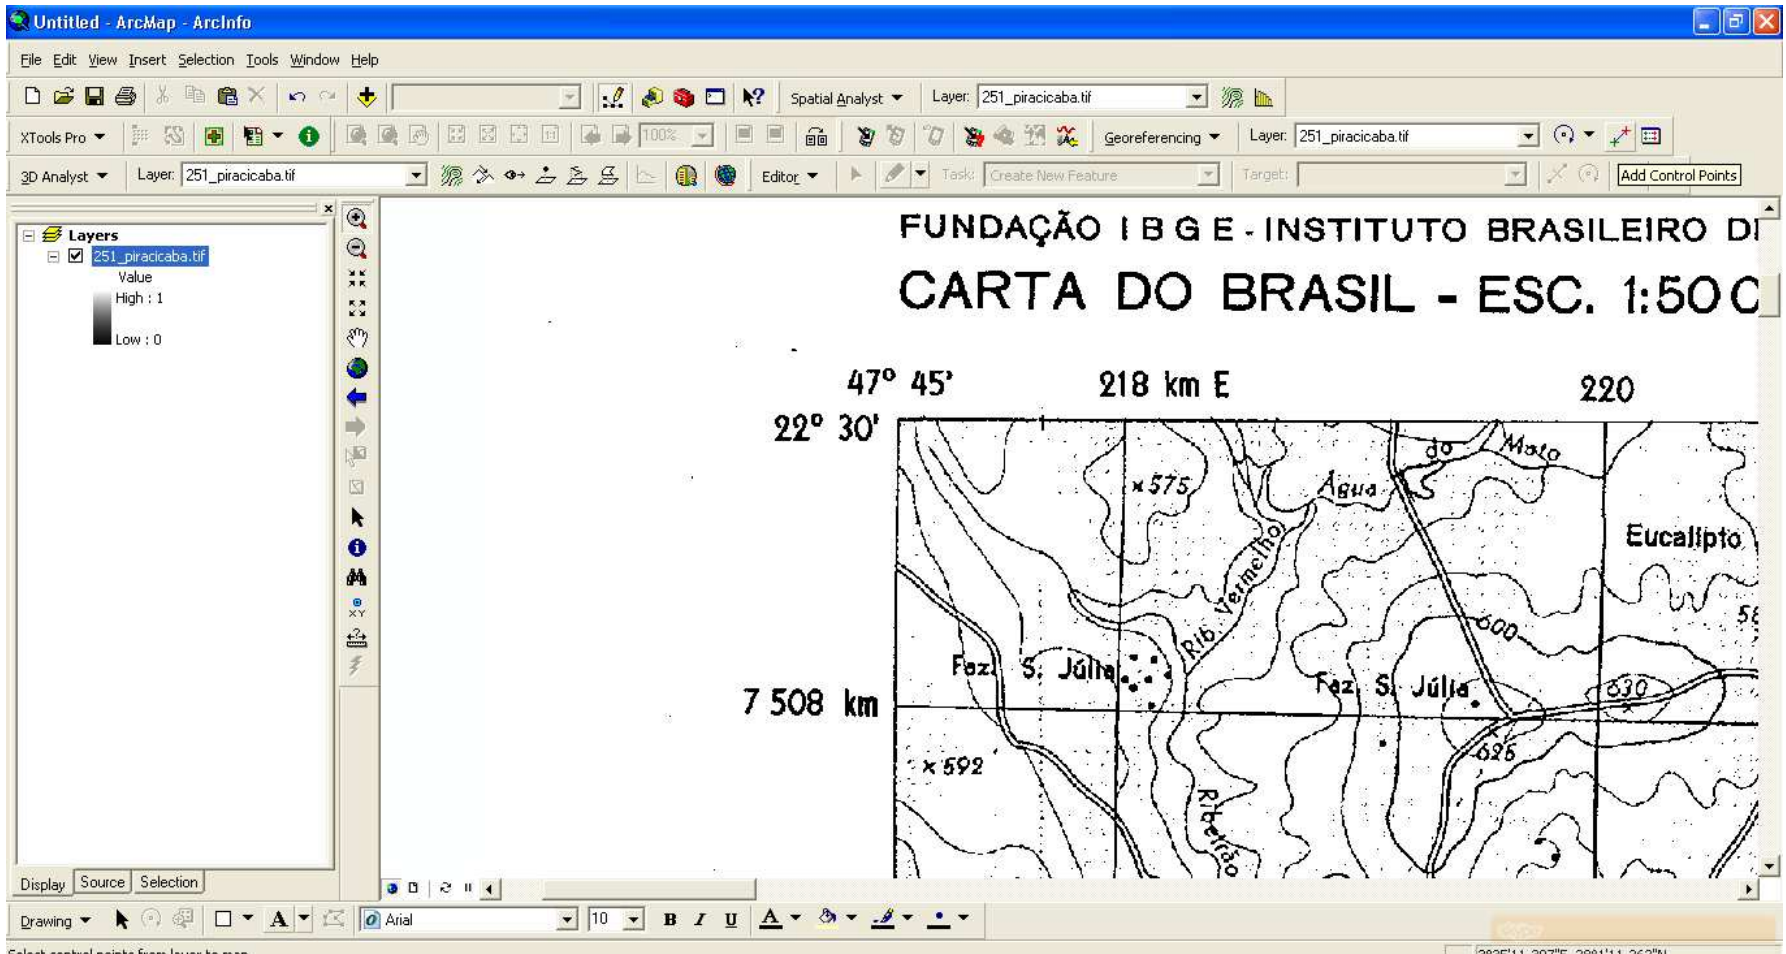 Untitled - ArcMap - ArcInfo
File Edit View Insert Selection Tools Window Help
Spatial Analyst Layer: 251_piracicaba.tif
XTools Pro 100% Georeferencing Layer: 251_piracicaba.tif
3D Analyst Layer: 251_piracicaba.tif Editor Task: Create New Feature Target: Add Control Points
Layers
251_piracicaba.tif
Value
High : 1
Low : 0
FUNDAÇÃO I B G E - INSTITUTO BRASILEIRO
CARTA DO BRASIL - ESC. 1:50
47º 45' 218 km E 220
22º 30'
do Mato
×575 Água
Eucalipto
Rib. Vermelho
600
Faz. S. Júlia
Faz. S. Júlia
630
7 508 km
625
×592
Ribeirão
Display Source Selection
Drawing A Arial 10 B I U A